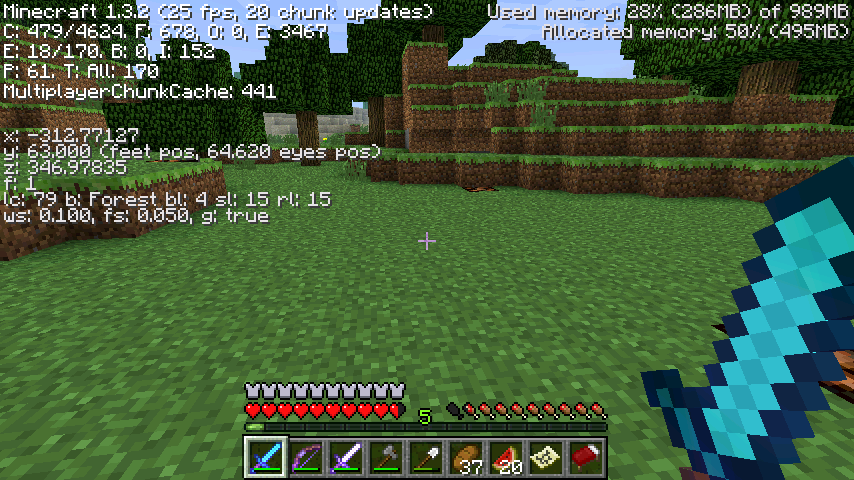 Minecraft 1.3.2 (25 fps, 20 chunk updates)
Used memory: 28% (286MB) of 989MB
C: 479/4624, F: 678, O: 0, E: 3467
Allocated memory: 50% (495MB)
E: 18/170, B: 0, I: 152
P: 61, T: All: 170
MultiplayerChunkCache: 441
x: -312.77127
y: 63.000 (feet pos, 64.620 eyes pos)
z: 346.97835
f: 1
lc: 79 b: Forest bl: 4 sl: 15 rl: 15
ws: 0.100, fs: 0.050, g: true
5
37 20